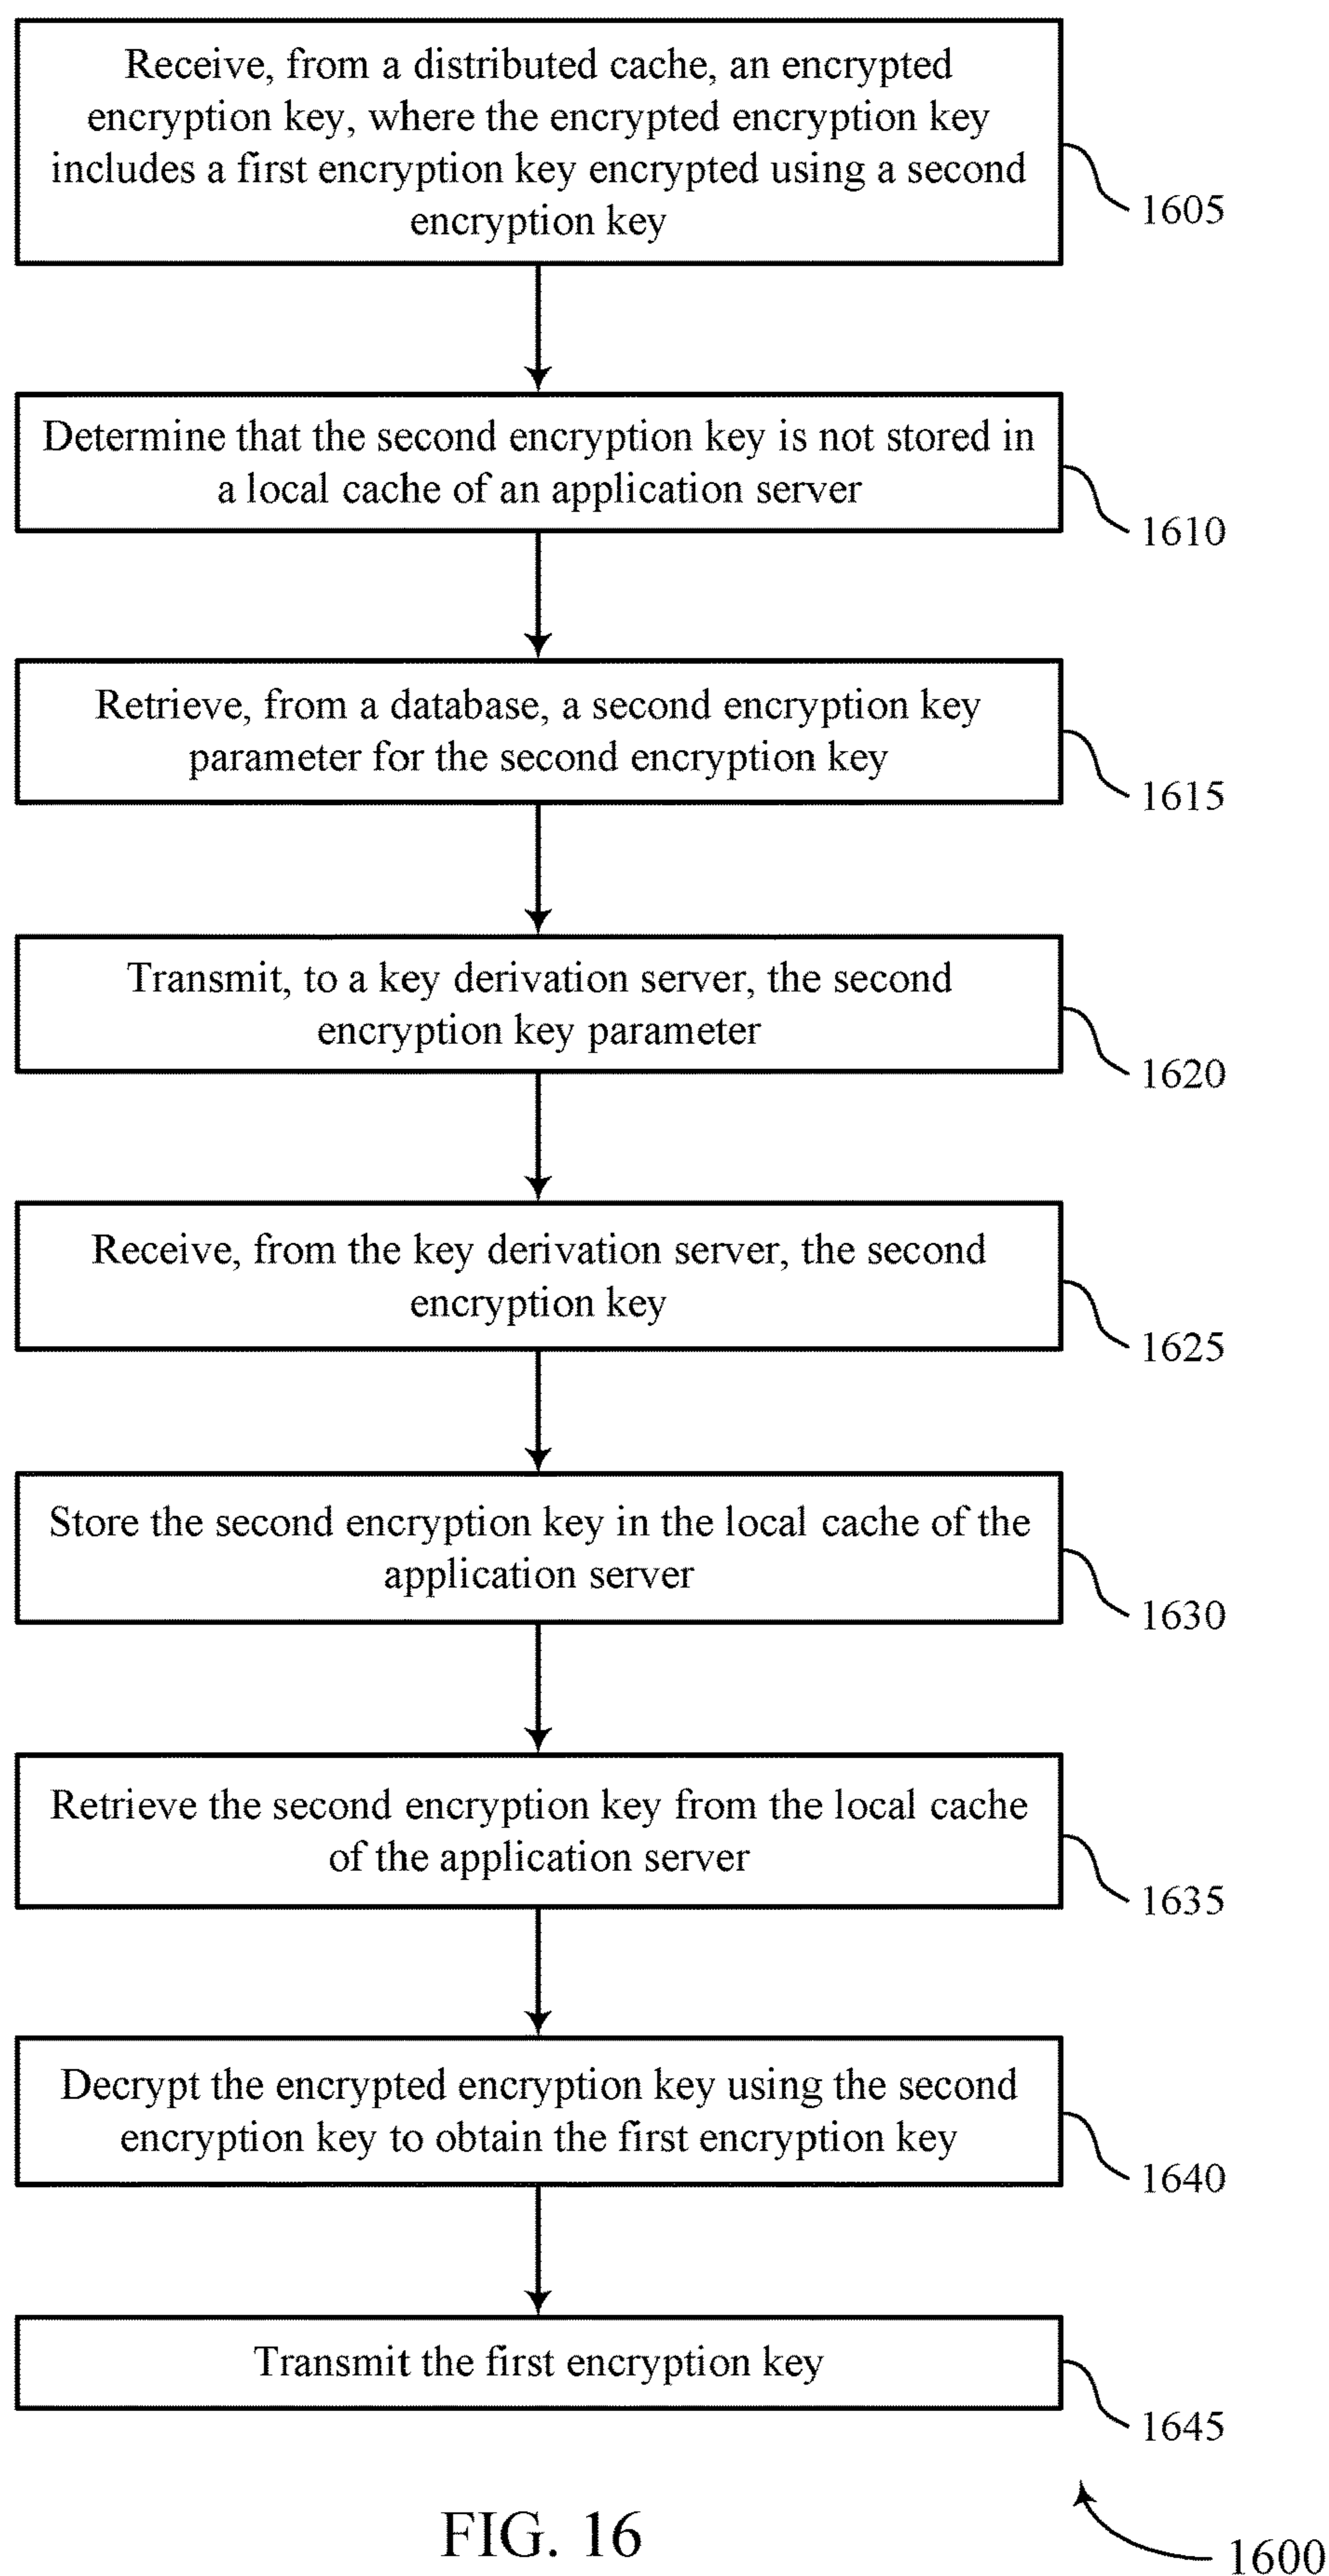 Receive, from a distributed cache, an encrypted
encryption key, where the encrypted encryption key
includes a first encryption key encrypted using a second
encryption key
1605
Determine that the second encryption key is not stored in
a local cache of an application server
1610
Retrieve, from a database, a second encryption key
parameter for the second encryption key
1615
Transmit, to a key derivation server, the second
encryption key parameter
1620
Receive, from the key derivation server, the second
encryption key
1625
Store the second encryption key in the local cache of the
application server
1630
Retrieve the second encryption key from the local cache
of the application server
1635
Decrypt the encrypted encryption key using the second
encryption key to obtain the first encryption key
1640
Transmit the first encryption key
1645
FIG. 16
1600